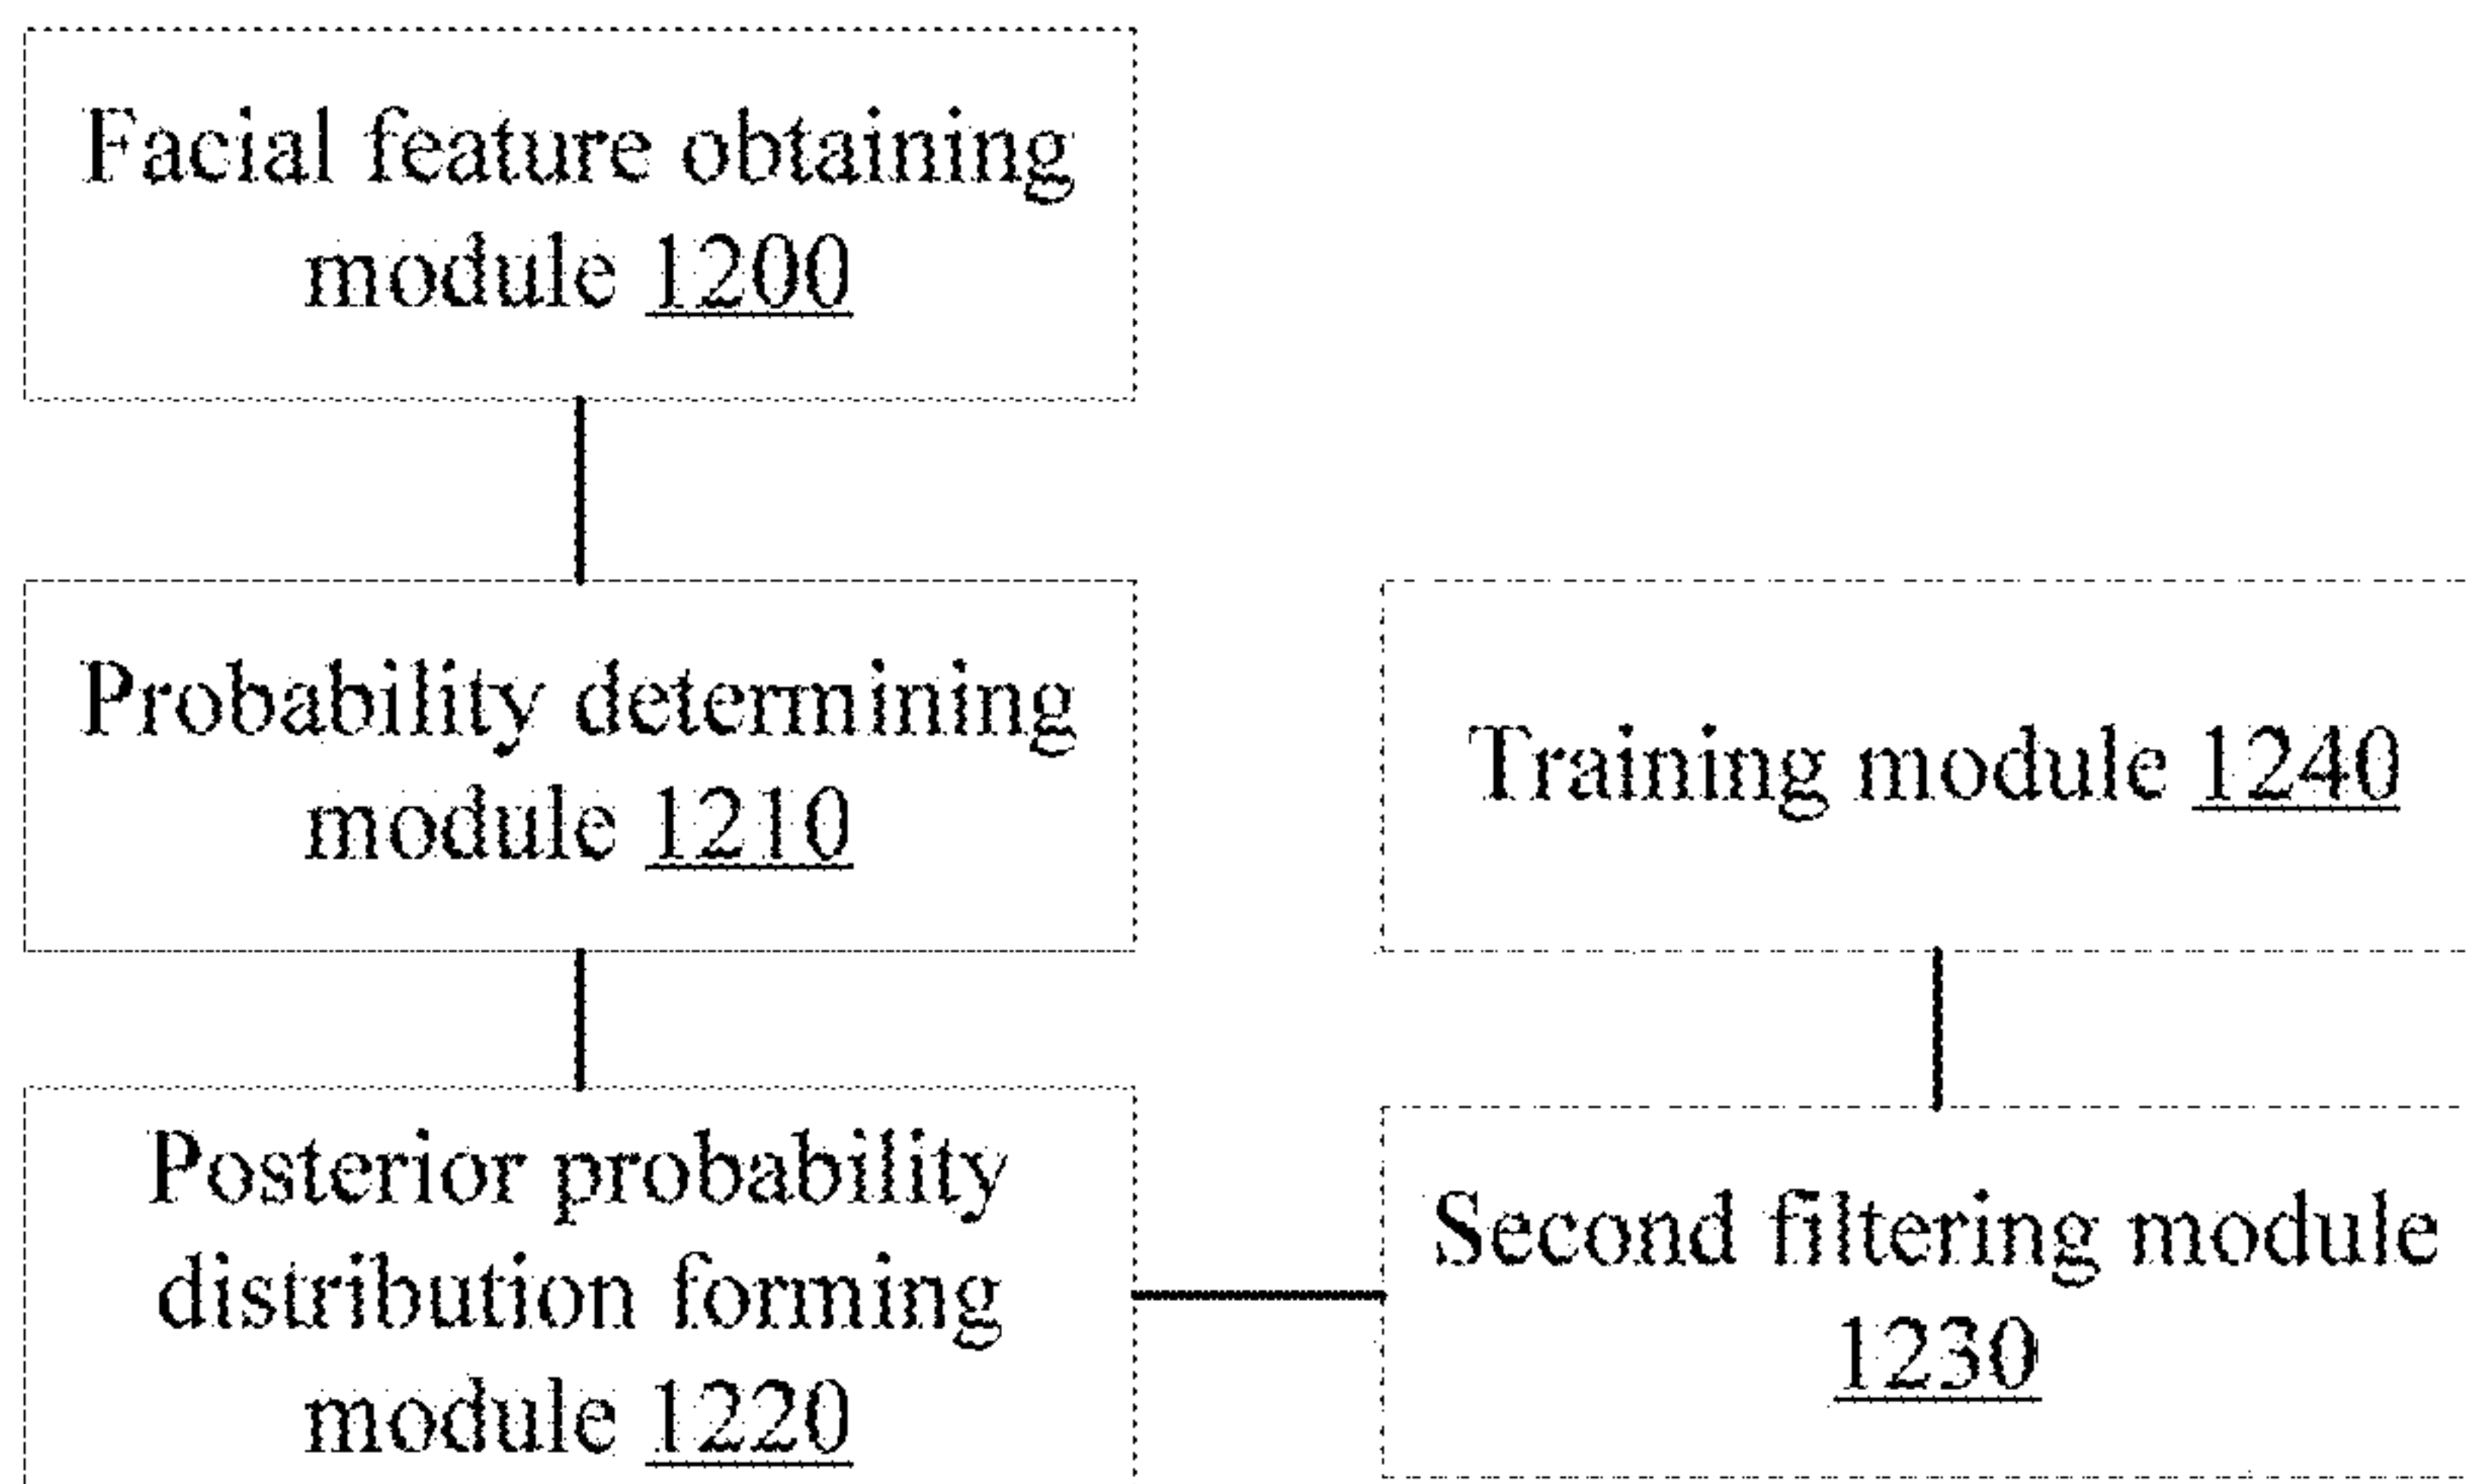 Facial feature obtaining
module 1200
Probability determining
module 1210
Training module 1240
Posterior probability
distribution forming
module 1220
Second filtering module
1230